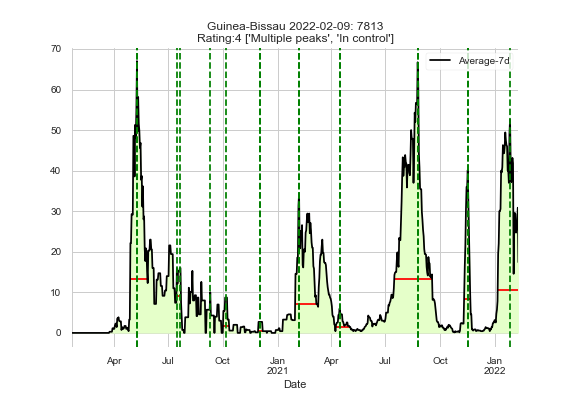 Guinea-Bissau 2022-02-09: 7813
Rating:4 ['Multiple peaks', 'In control']
70
60
50
40
30
20
10
0
Average-7d
Apr
Jul
Oct
Jan
2021
Apr
Jul
Oct
Jan
2022
Date